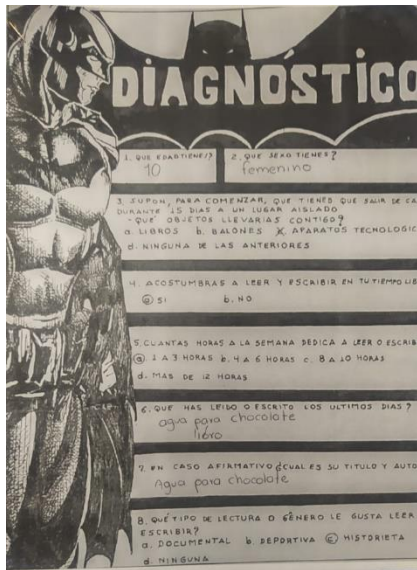 DIAGNÓSTICO
1. QUE EDAD TIENES?
10
2. QUE SEXO TIENES?
femenino
3. SUPON, PARA COMENZAR, QUE TIENES QUE SALIR DE CA
DURANTE 15 DIAS A UN LUGAR AISLADO
- QUÉ OBJETOS LLEVARIAS CONTIGO?
a. LIBROS b. BALONES X APARATOS TECNOLOGIC
d. NINGUNA DE LAS ANTERIORES
4. ACOSTUMBRAS A LEER Y ESCRIBIR EN TU TIEMPO LIB
a SI b. NO
5. CUANTAS HORAS A LA SEMANA DEDICA A LEER O ESCRIB
a. 1 A 3 HORAS b. 4 A 6 HORAS c. 8 A 10 HORAS
d. MAS DE 12 HORAS
6. QUE HAS LEIDO O ESCRITO LOS ULTIMOS DIAS?
agua para chocolate
libro
7. EN CASO AFIRMATIVO ¿CUAL ES SU TITULO Y AUTO
Agua para chocolate
8. QUÉ TIPO DE LECTURA O GÉNERO LE GUSTA LEER
ESCRIBIR?
a. DOCUMENTAL b. DEPORTIVA c HISTORIETA
d. NINGUNA